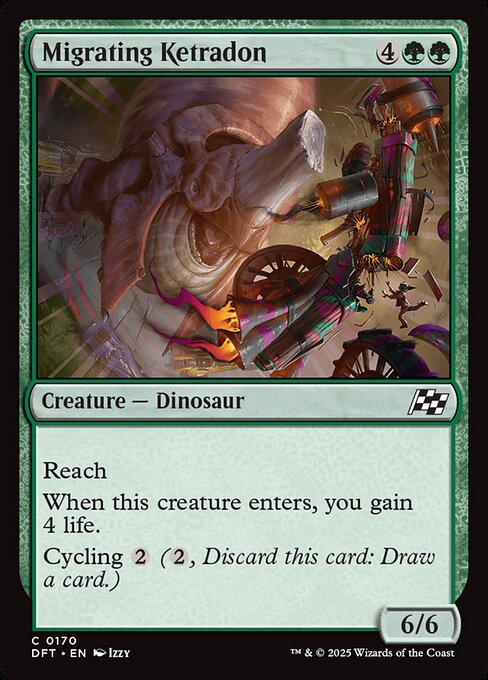 Migrating Ketradon 4
Creature — Dinosaur
Reach
When this creature enters, you gain
4 life.
Cycling 2 (2, Discard this card: Draw
a card.)
6/6
C 0170
DFT • EN Izzy
™ & © 2025 Wizards of the Coast